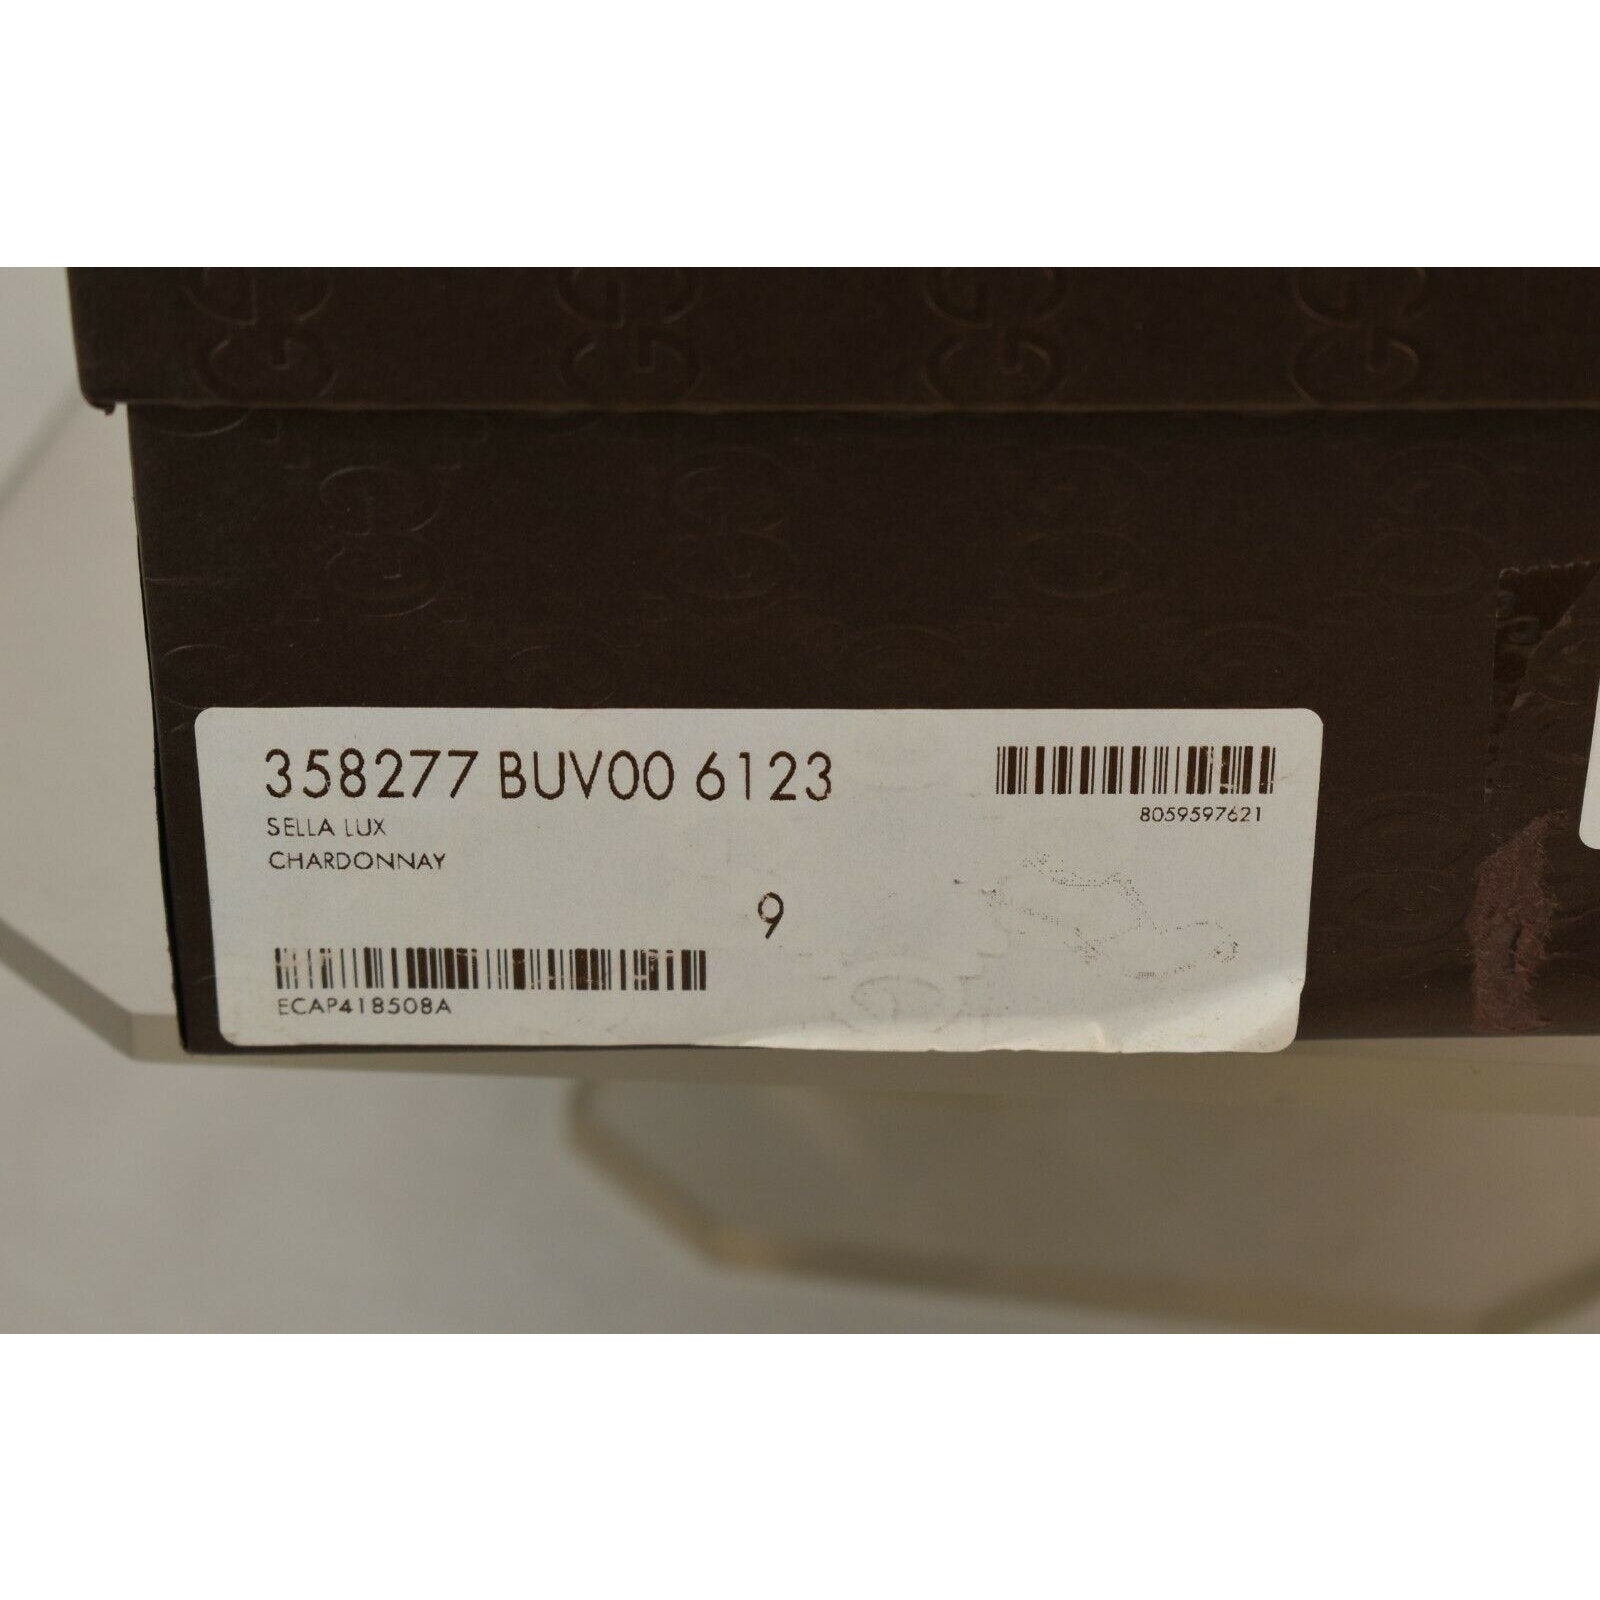 358277 BUV00 6123
8059597621
SELLA LUX
CHARDONNAY
9
ECAP418508A